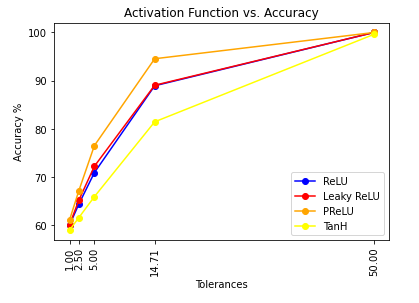 Activation Function vs. Accuracy
Accuracy %
100
90
80
70
60
ReLU
Leaky ReLU
PReLU
TanH
1.00
2.50
5.00
14.71
50.00
Tolerances